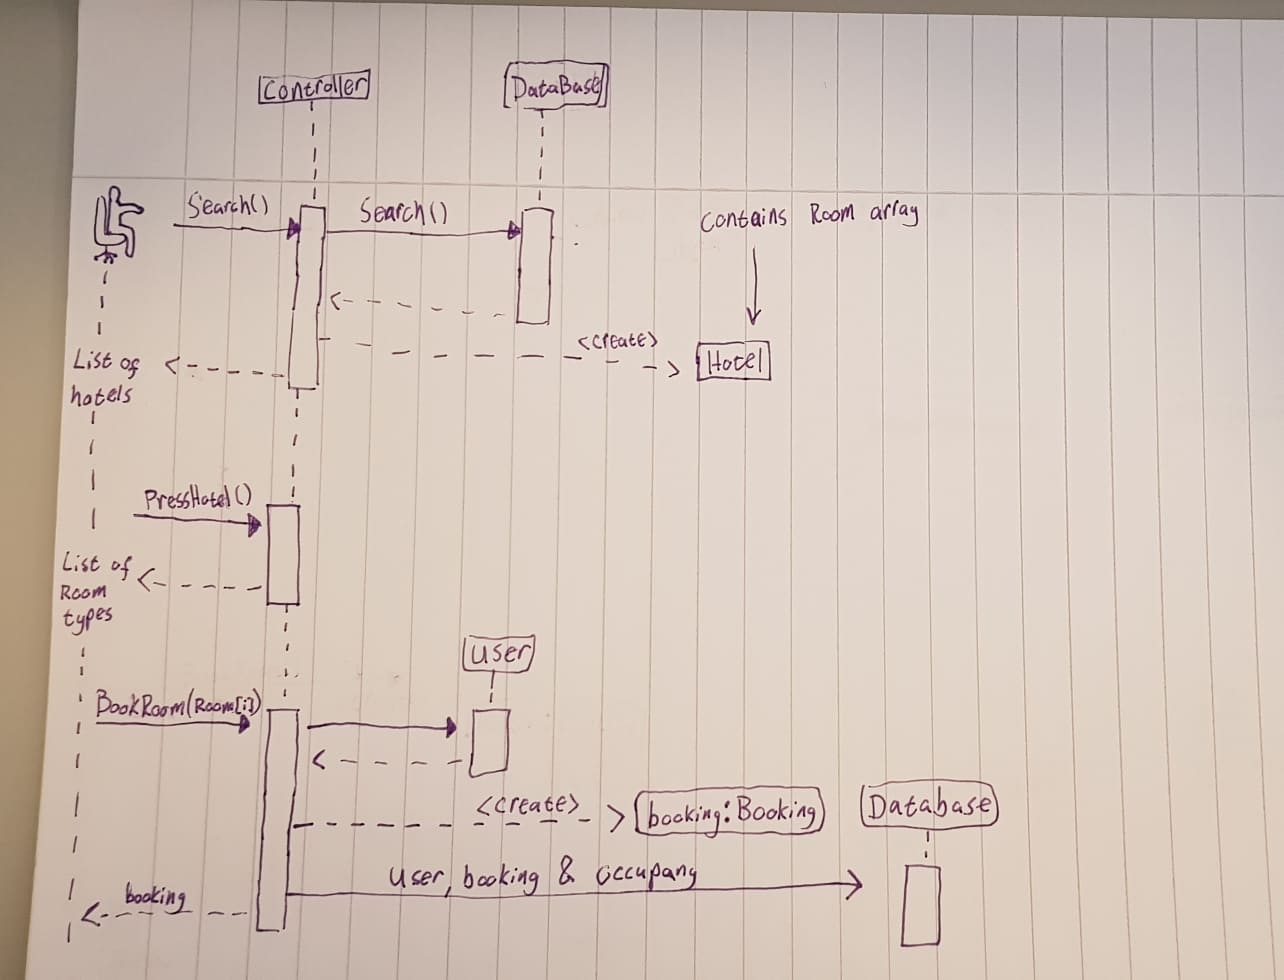 Controller
DataBase
Search()
Search()
Contains Room array
<create>
Hotel
List of
hotels
PressHotel()
List of
Room
types
User
BookRoom(Room[i])
<create>
booking:Booking
Database
User, booking & occupang
booking